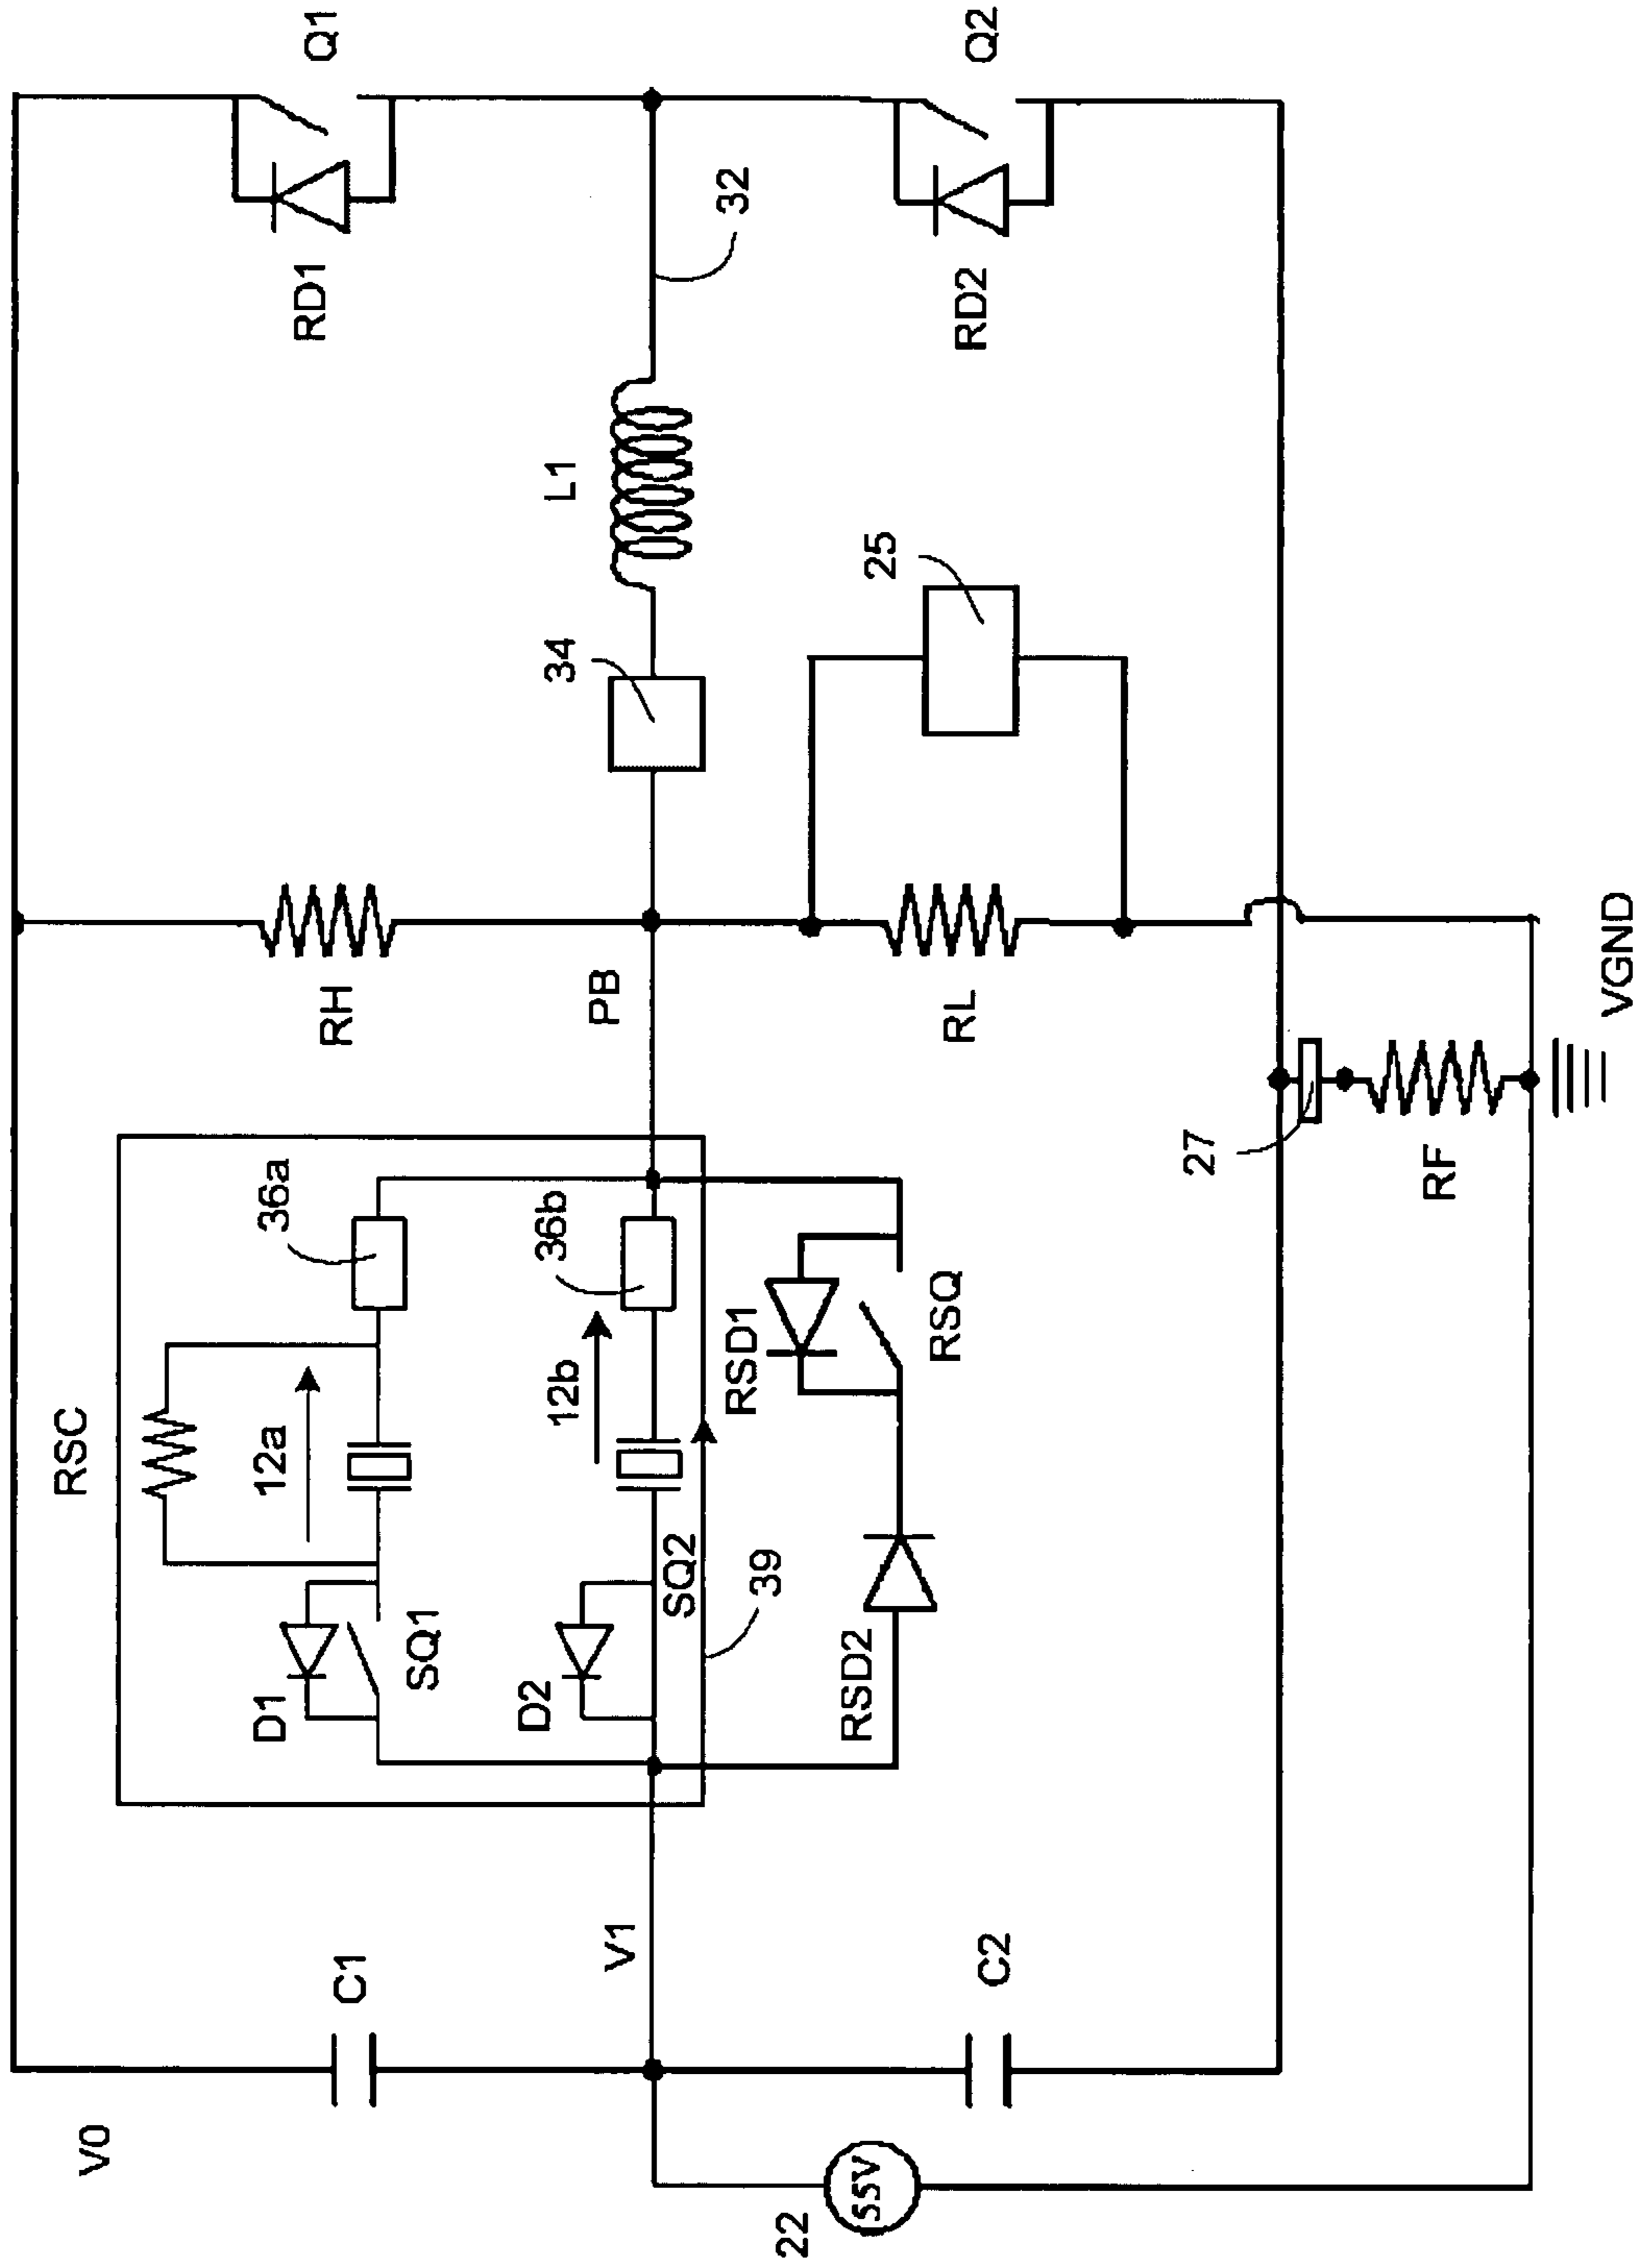 V0
RSC
Q1
C1
D1
12a
36a
RH
RD1
SQ1
D2
12b
36b
34
L1
V1
PB
SQ2
32
39
RSD1
22
SSV
RSD2
25
RSQ
RL
RD2
Q2
C2
27
RF
VGND